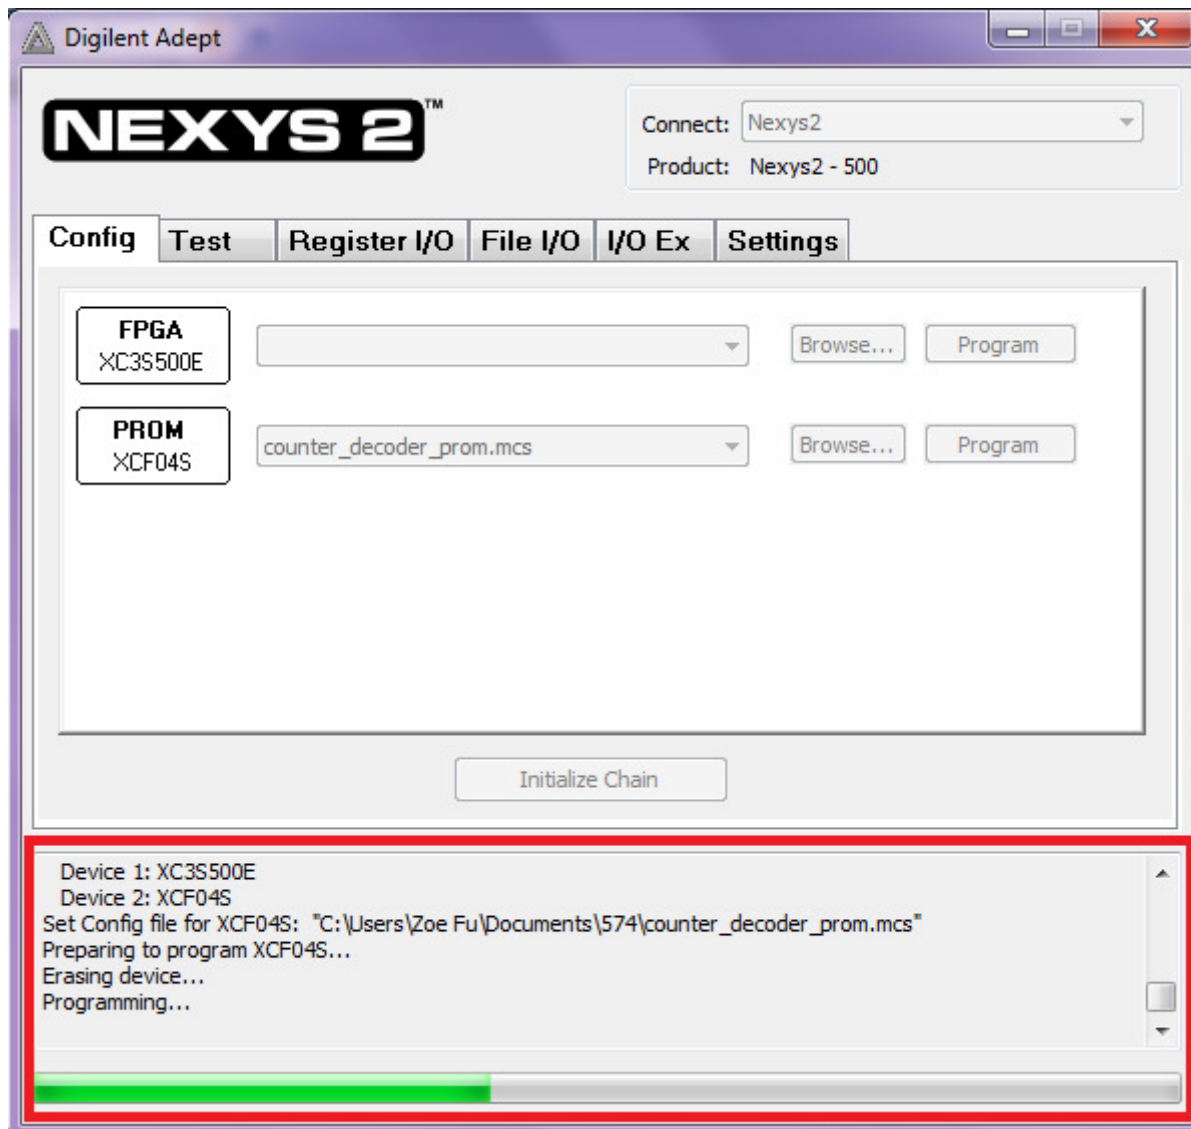 Digilent Adept
NEXYS 2™
Connect: Nexys2
Product: Nexys2 - 500
Config Test Register I/O File I/O I/O Ex Settings
FPGA
XC3S500E
Browse... Program
PROM
XCF04S
counter_decoder_prom.mcs
Browse... Program
Initialize Chain
Device 1: XC3S500E
Device 2: XCF04S
Set Config file for XCF04S: "C:\Users\Zoe Fu\Documents\574\counter_decoder_prom.mcs"
Preparing to program XCF04S...
Erasing device...
Programming...